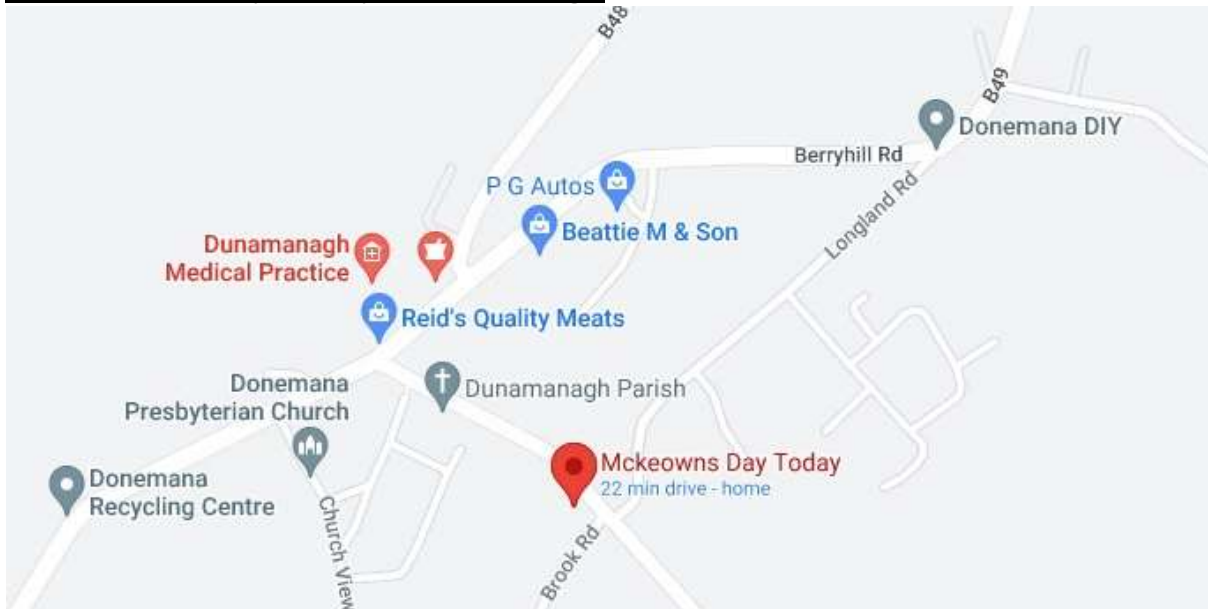 B48
B49
Donemana DIY
Berryhill Rd
P G Autos
Longland Rd
Beattie M & Son
Dunamanagh
Medical Practice
Reid's Quality Meats
Donemana
Presbyterian Church
Dunamanagh Parish
Mckeowns Day Today
22 min drive - home
Donemana
Recycling Centre
Church View
Brook Rd